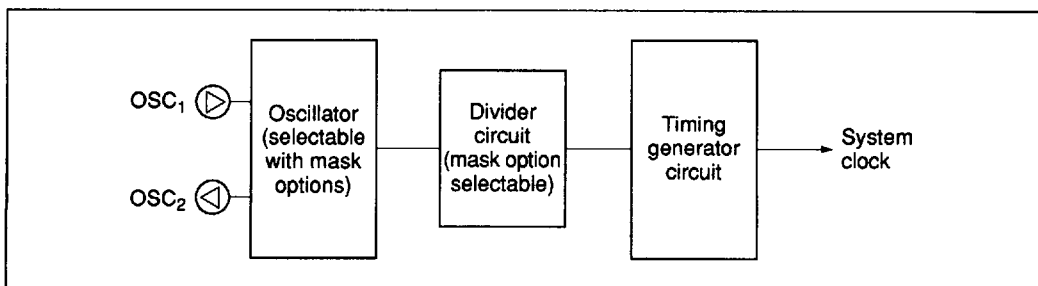 OSC1
OSC2
Oscillator
(selectable
with mask
options)
Divider
circuit
(mask option
selectable)
Timing
generator
circuit
System
clock